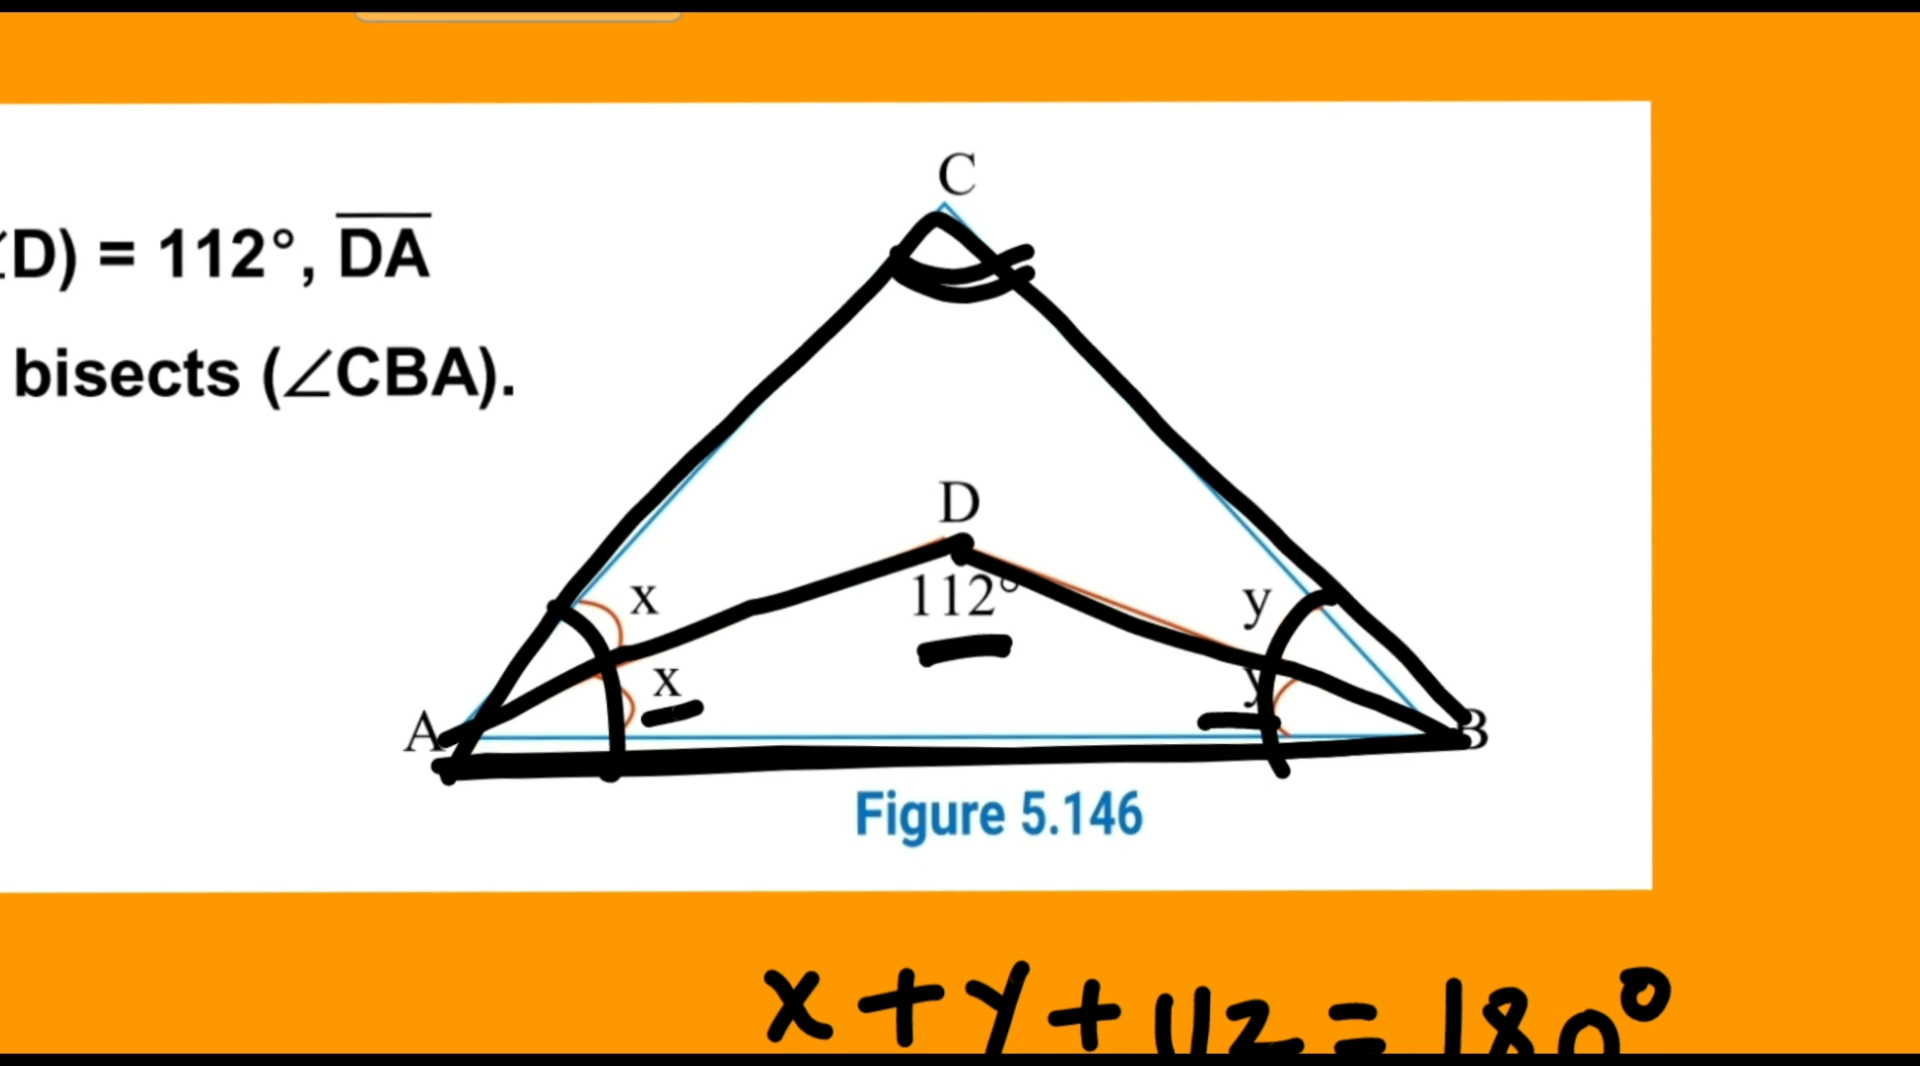 C
D) = 112°, DA
bisects (∠CBA).
D
112°
x
y
x
y
A
B
Figure 5.146
x + y + 112 = 180°